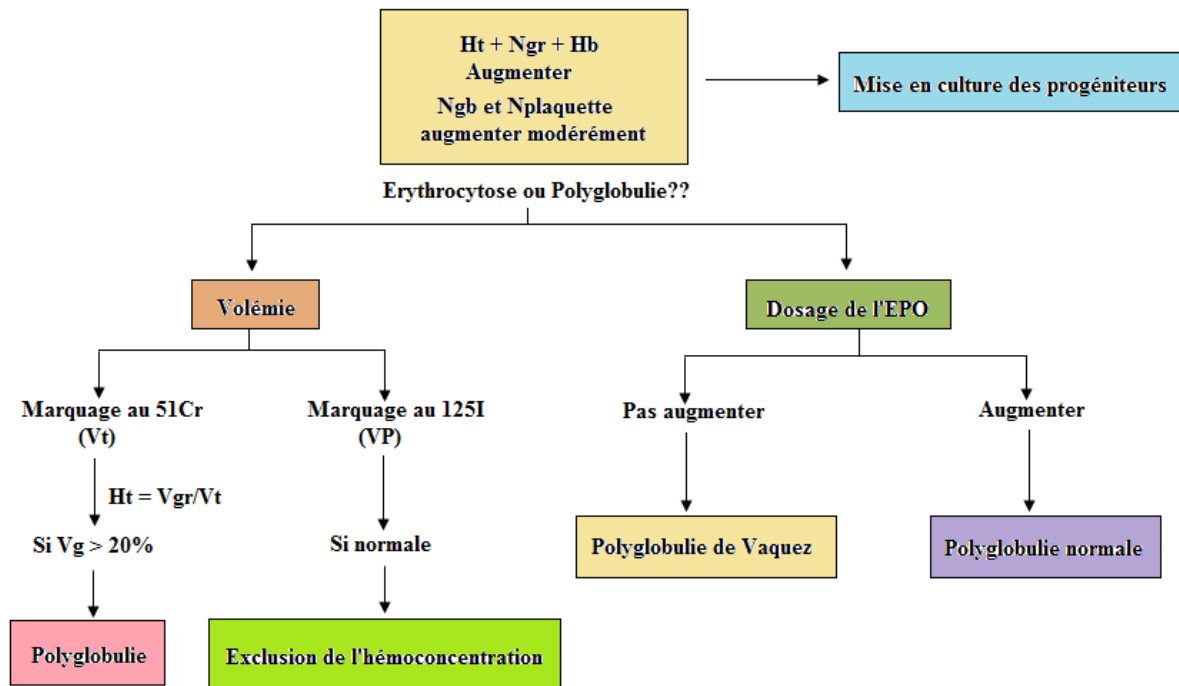 Ht + Ngr + Hb
Augmenter
Ngb et Nplaquette
augmenter modérément
Mise en culture des progéniteurs
Erythrocytose ou Polyglobulie??
Volémie
Dosage de l'EPO
Marquage au 51Cr
(Vt)
Marquage au 125I
(VP)
Pas augmenter
Augmenter
Ht = Vgr/Vt
Si Vg > 20%
Si normale
Polyglobulie de Vaquez
Polyglobulie normale
Polyglobulie
Exclusion de l'hémoconcentration